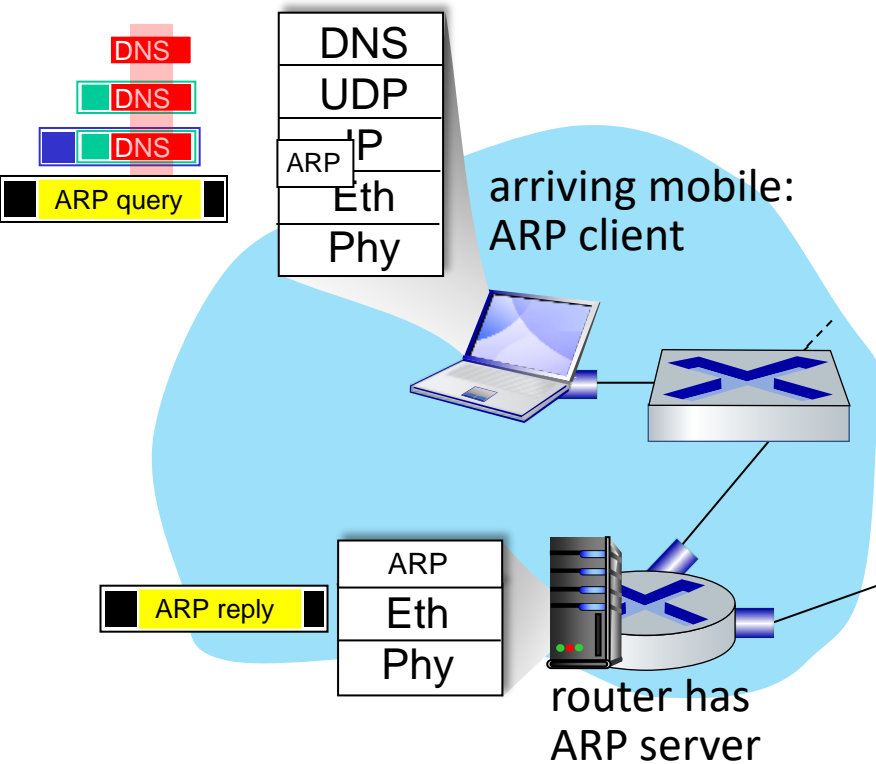 DNS
DNS
DNS
ARP query
DNS
UDP
IP
ARP
Eth
Phy
arriving mobile:
ARP client
ARP reply
ARP
Eth
Phy
router has
ARP server